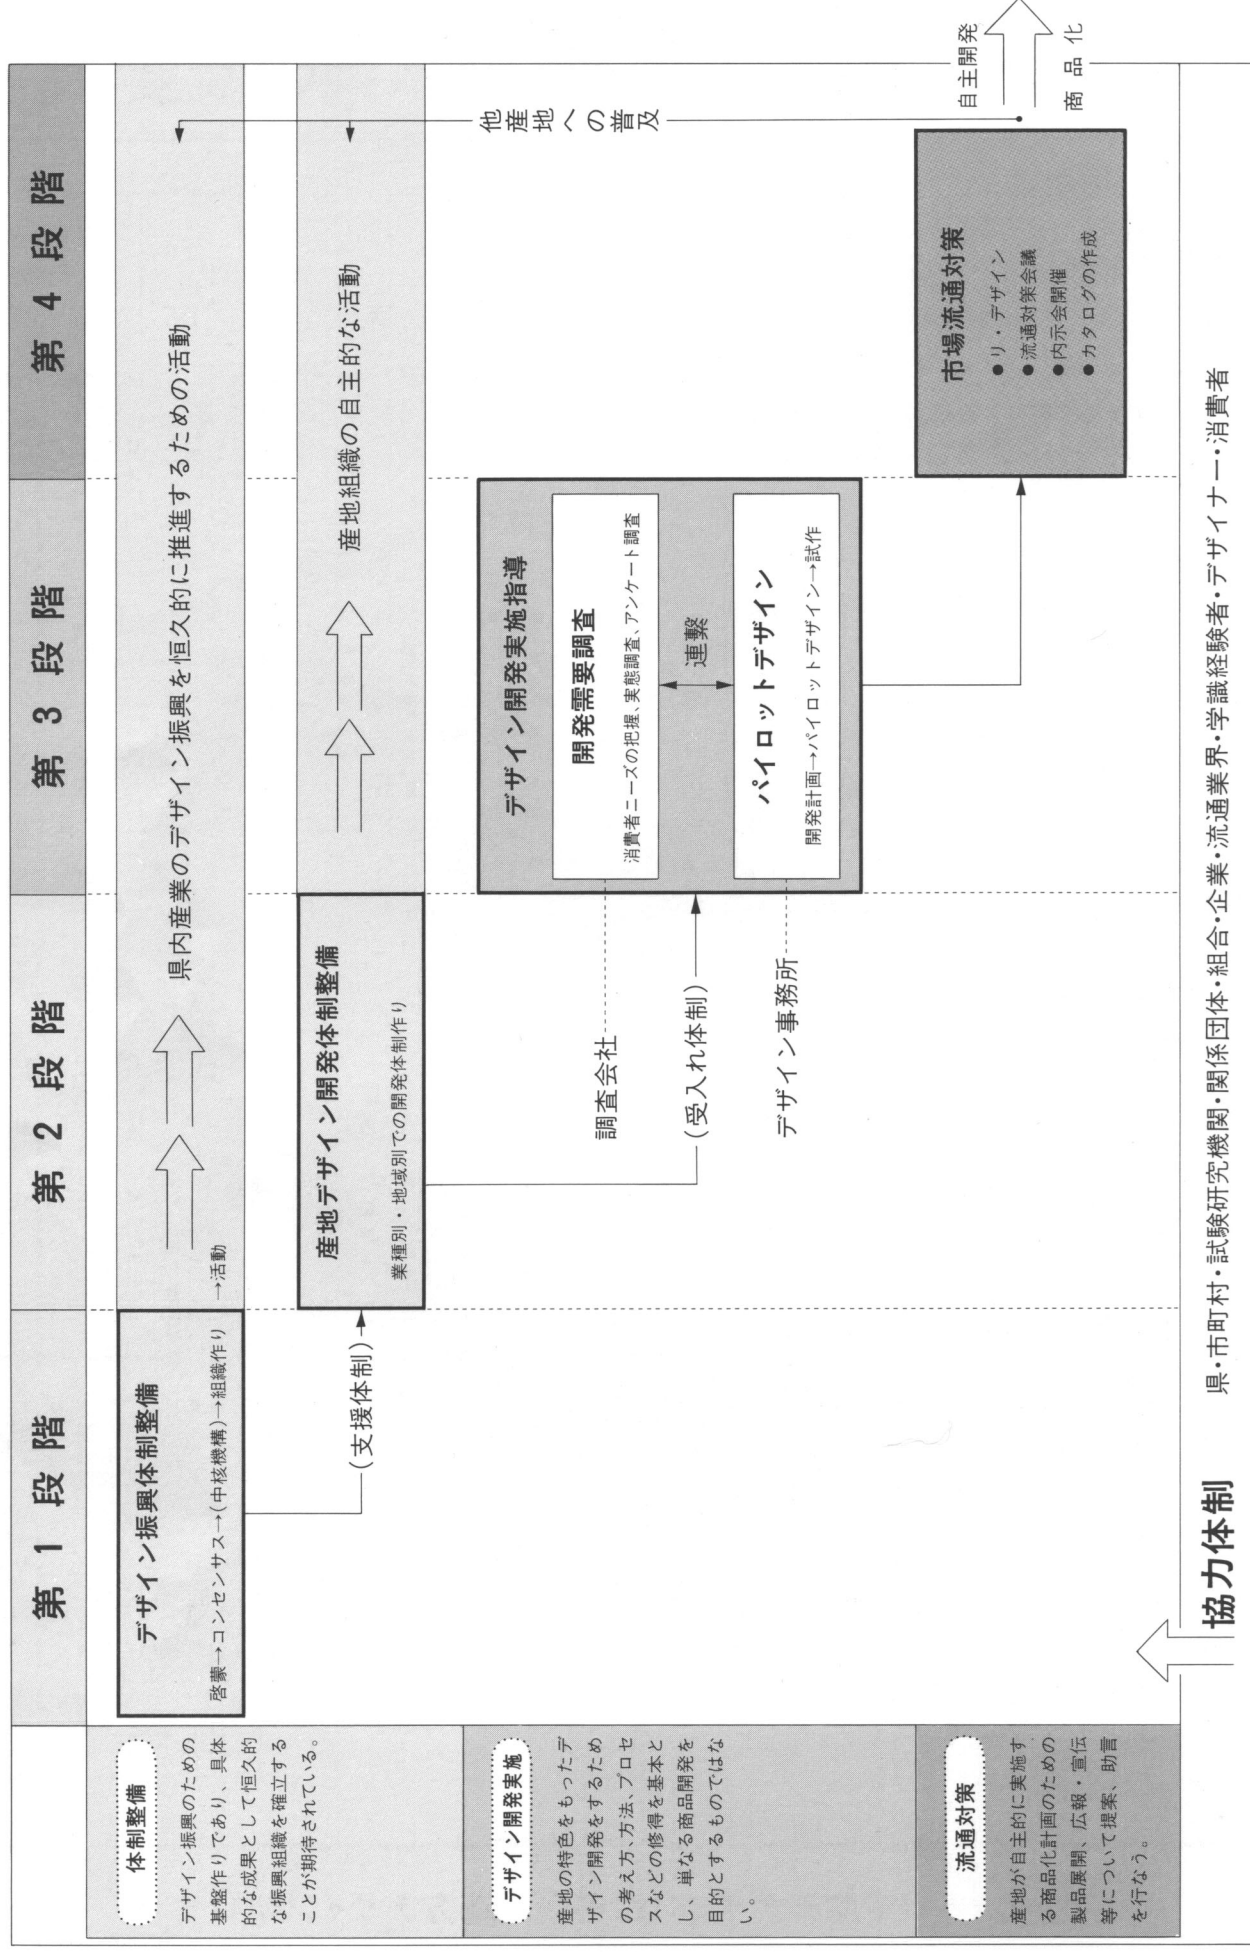 第1段階
第2段階
第3段階
第4段階
体制整備
デザイン振興のための
基盤作りであり、具体
的な成果として恒久的
な振興組織を確立する
ことが期待されている。
デザイン振興体制整備
啓蒙→コンセンサス→(中核機構)→組織作り
→活動
県内産業のデザイン振興を恒久的に推進するための活動
(支援体制)
産地デザイン開発体制整備
業種別・地域別での開発体制作り
産地組織の自主的な活動
他産地への普及
デザイン開発実施
産地の特色をもったデ
ザイン開発をするため
の考え方、方法、プロセ
スなどの修得を基本と
し、単なる商品開発を
目的とするものではな
い。
調査会社
(受入れ体制)
デザイン事務所
デザイン開発実施指導
開発需要調査
消費者ニーズの把握、実態調査、アンケート調査
連繫
パイロットデザイン
開発計画→パイロットデザイン→試作
流通対策
産地が自主的に実施す
る商品化計画のための
製品展開、広報・宣伝
等について提案、助言
を行なう。
市場流通対策
●リ・デザイン
●流通対策会議
●内示会開催
●カタログの作成
自主開発
商品化
協力体制
県・市町村・試験研究機関・関係団体・組合・企業・流通業界・学識経験者・デザイナー・消費者